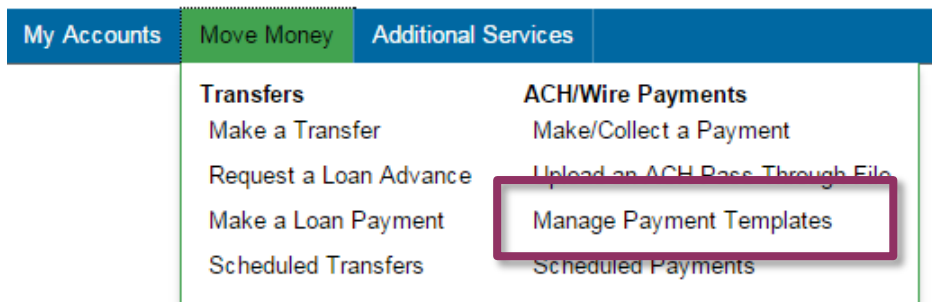 My Accounts Move Money Additional Services
Transfers
Make a Transfer
Request a Loan Advance
Make a Loan Payment
Scheduled Transfers
ACH/Wire Payments
Make/Collect a Payment
Upload an ACH Pass Through File
Manage Payment Templates
Scheduled Payments